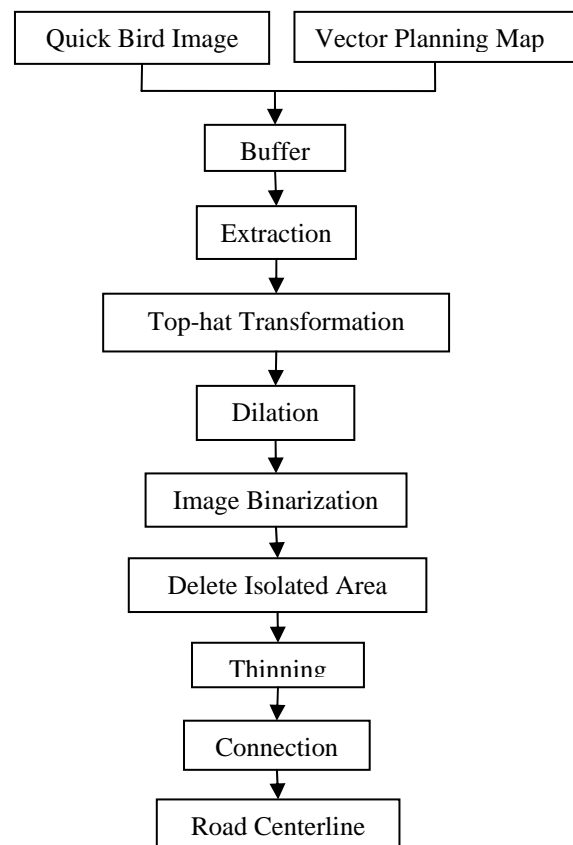 Quick Bird Image
Vector Planning Map
Buffer
Extraction
Top-hat Transformation
Dilation
Image Binarization
Delete Isolated Area
Thinning
Connection
Road Centerline